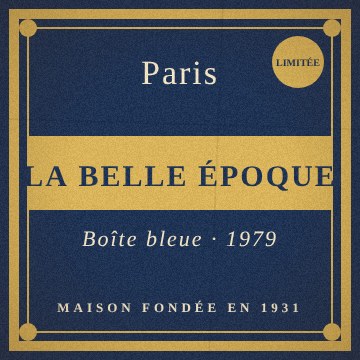 LIMITÉE
Paris
LA BELLE ÉPOQUE
Boîte bleue · 1979
MAISON FONDÉE EN 1931